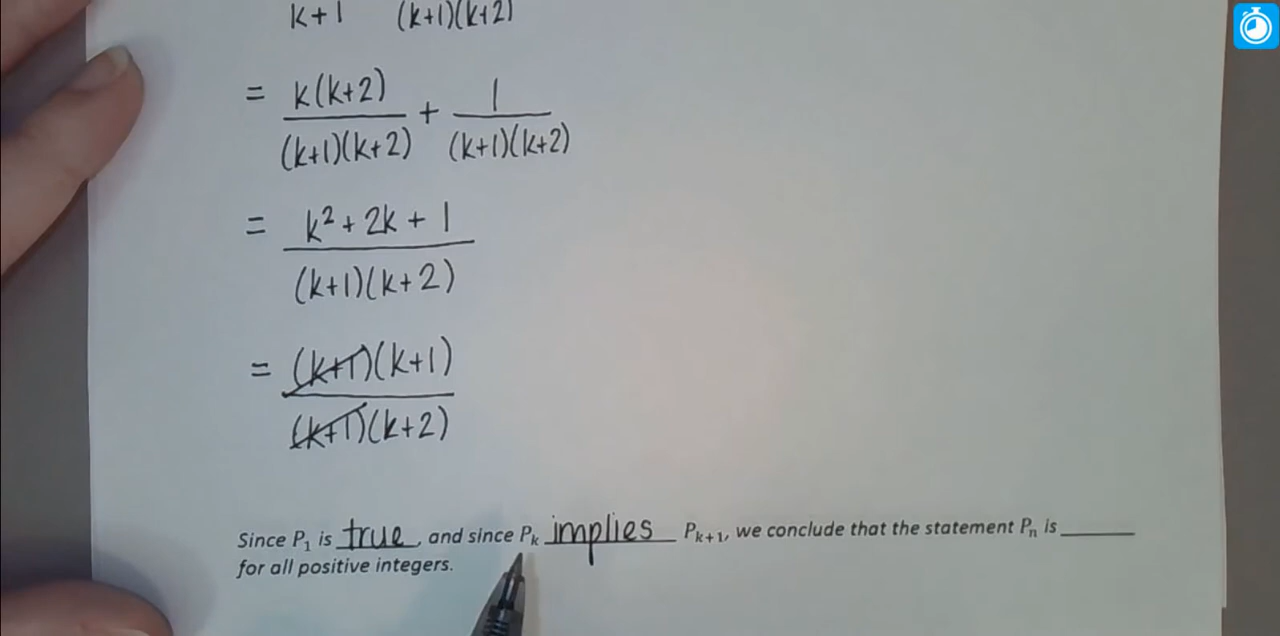 k+1 (k+1)(k+2)
= k(k+2) + 1
(k+1)(k+2) (k+1)(k+2)
= k² + 2k + 1
(k+1)(k+2)
= (k+1)(k+1)
(k+1)(k+2)
Since P₁ is true, and since Pₖ implies Pₖ₊₁, we conclude that the statement Pₙ is ______
for all positive integers.